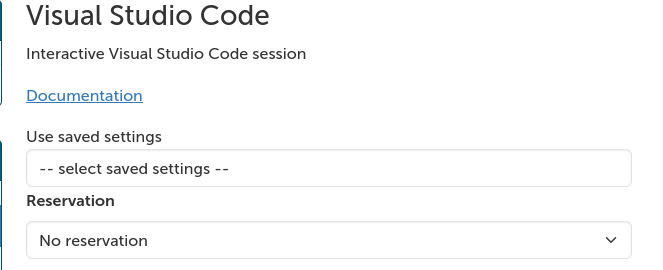 Visual Studio Code
Interactive Visual Studio Code session
Documentation
Use saved settings
-- select saved settings --
Reservation
No reservation